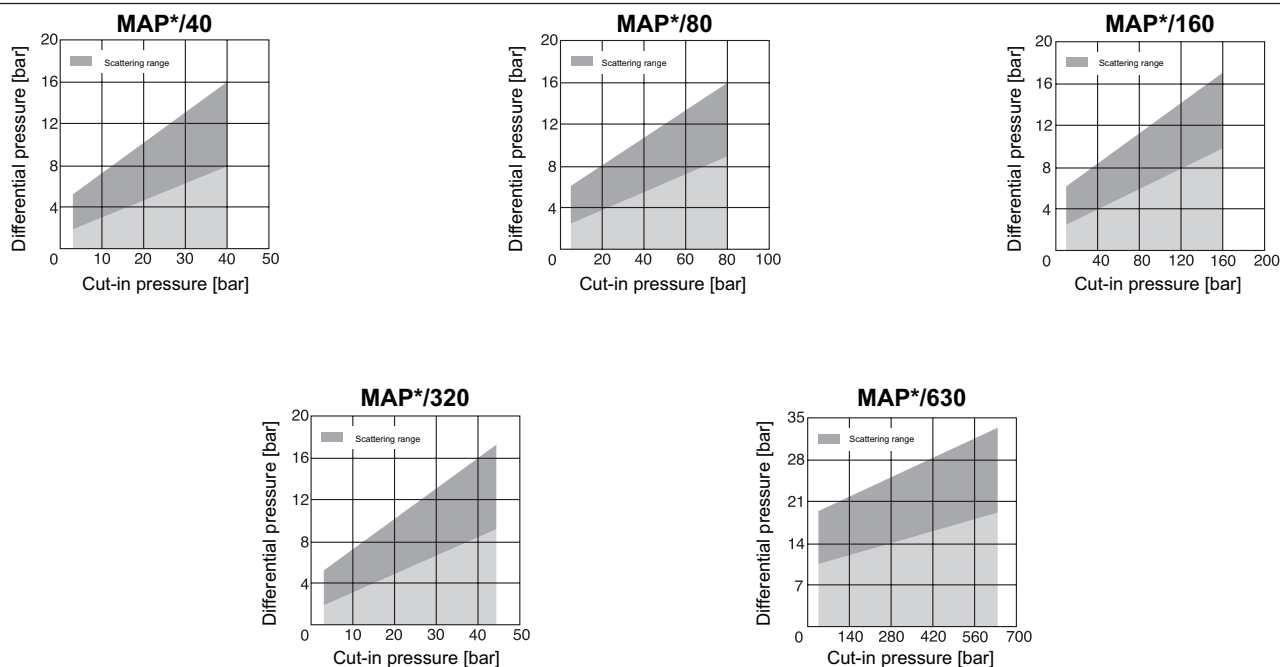 MAP*/40
Differential pressure [bar]
20
16
12
8
4
0
Scattering range
10 20 30 40 50
Cut-in pressure [bar]
MAP*/80
Differential pressure [bar]
20
16
12
8
4
0
Scattering range
20 40 60 80 100
Cut-in pressure [bar]
MAP*/160
Differential pressure [bar]
20
16
12
8
4
0
Scattering range
40 80 120 160 200
Cut-in pressure [bar]
MAP*/320
Differential pressure [bar]
20
16
12
8
4
0
Scattering range
10 20 30 40 50
Cut-in pressure [bar]
MAP*/630
Differential pressure [bar]
35
28
21
14
7
0
Scattering range
140 280 420 560 700
Cut-in pressure [bar]